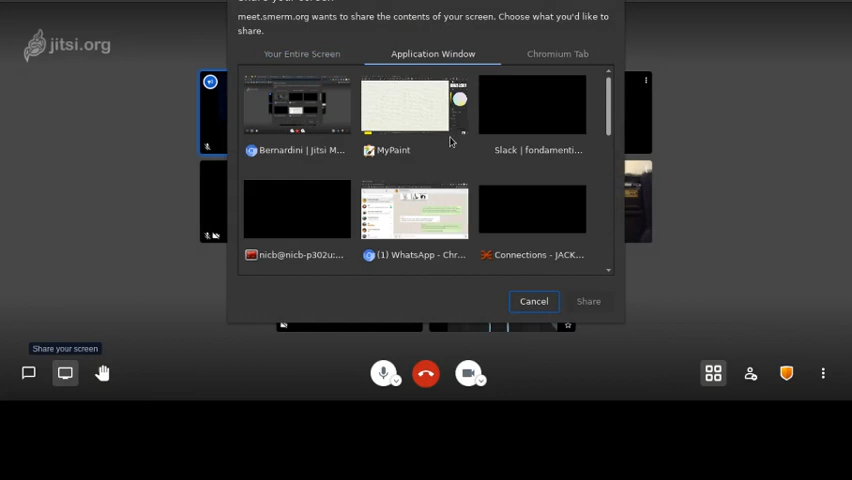 meet.smerm.org wants to share the contents of your screen. Choose what you'd like to
share.
jitsi.org
Your Entire Screen
Application Window
Chromium Tab
Bernardini | Jitsi M...
MyPaint
Slack | fondamenti...
nicb@nicb-p302u:...
(1) WhatsApp - Chr...
Connections - JACK...
Cancel
Share
Share your screen